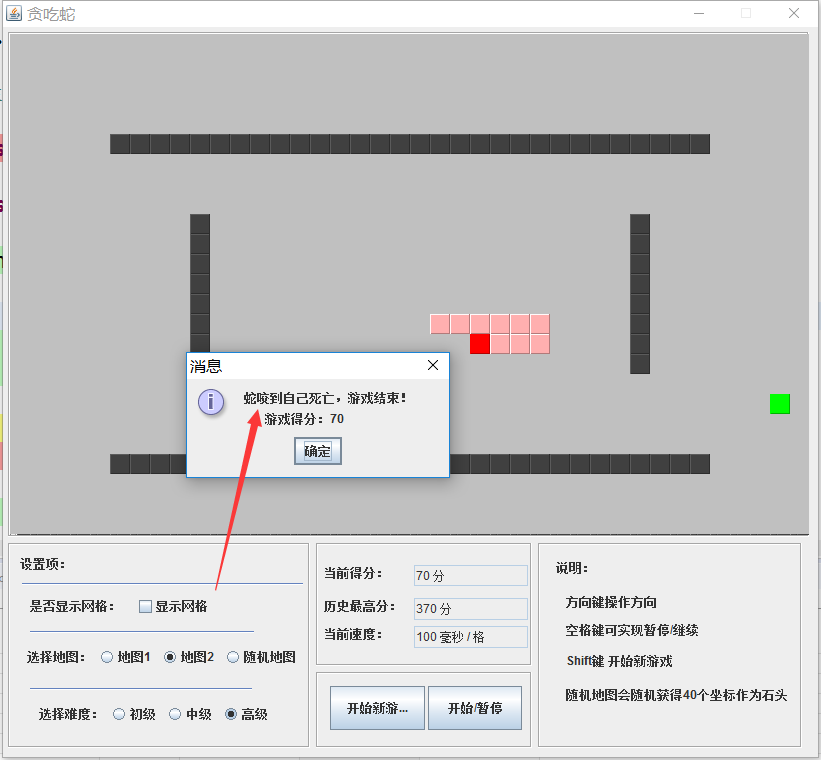 贪吃蛇
消息
蛇咬到自己死亡，游戏结束！
游戏得分：70
确定
设置项：
是否显示网格： 显示网格
选择地图： 地图1 地图2 随机地图
选择难度： 初级 中级 高级
当前得分： 70 分
历史最高分： 370 分
当前速度： 100 毫秒 / 格
开始新游... 开始/暂停
说明：
方向键操作方向
空格键可实现暂停/继续
Shift键 开始新游戏
随机地图会随机获得40个坐标作为石头